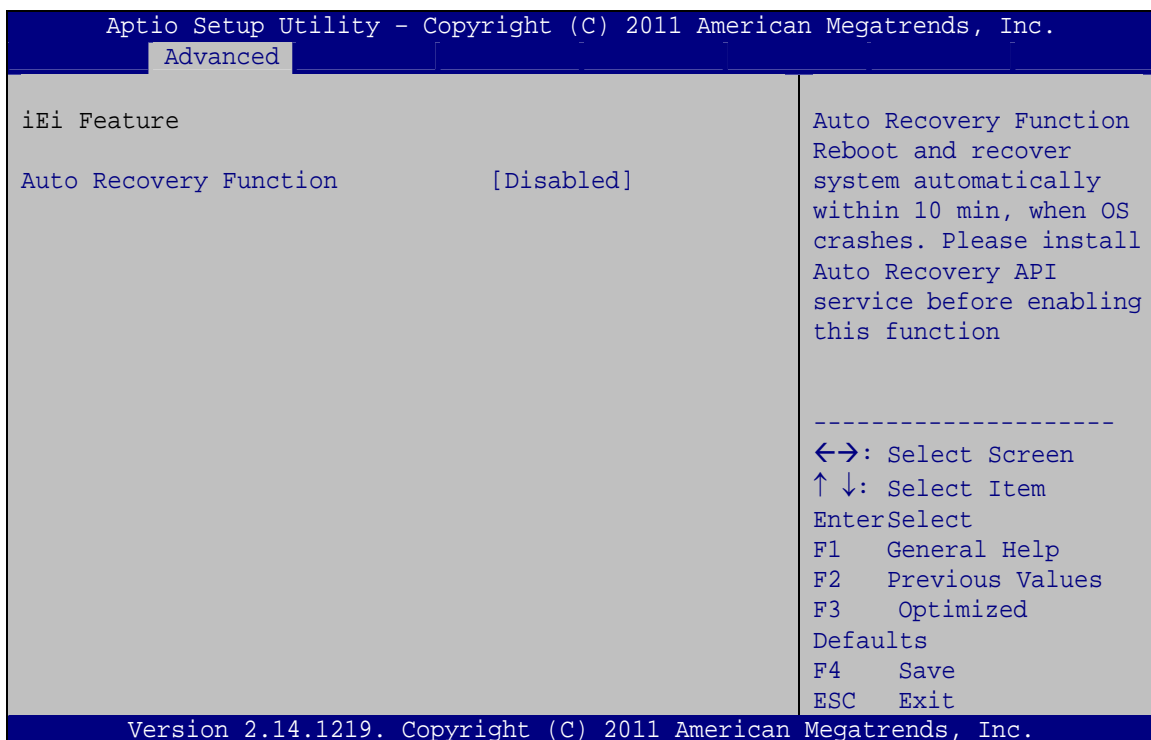 Aptio Setup Utility – Copyright (C) 2011 American Megatrends, Inc.
Advanced
iEi Feature
Auto Recovery Function [Disabled]
Auto Recovery Function
Reboot and recover
system automatically
within 10 min, when OS
crashes. Please install
Auto Recovery API
service before enabling
this function
---------------------
←→: Select Screen
↑ ↓: Select Item
EnterSelect
F1 General Help
F2 Previous Values
F3 Optimized
Defaults
F4 Save
ESC Exit
Version 2.14.1219. Copyright (C) 2011 American Megatrends, Inc.